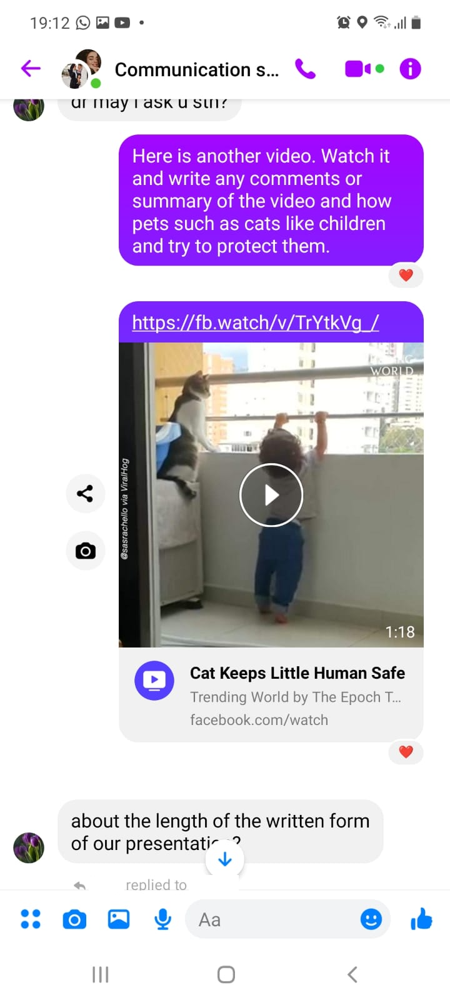 19:12
Communication s...
dr may I ask u sth?
Here is another video. Watch it
and write any comments or
summary of the video and how
pets such as cats like children
and try to protect them.
https://fb.watch/v/TrYtkVg_/
WORLD
@sasrachello via ViralHog
1:18
Cat Keeps Little Human Safe
Trending World by The Epoch T...
facebook.com/watch
about the length of the written form
of our presentation?
replied to
Aa